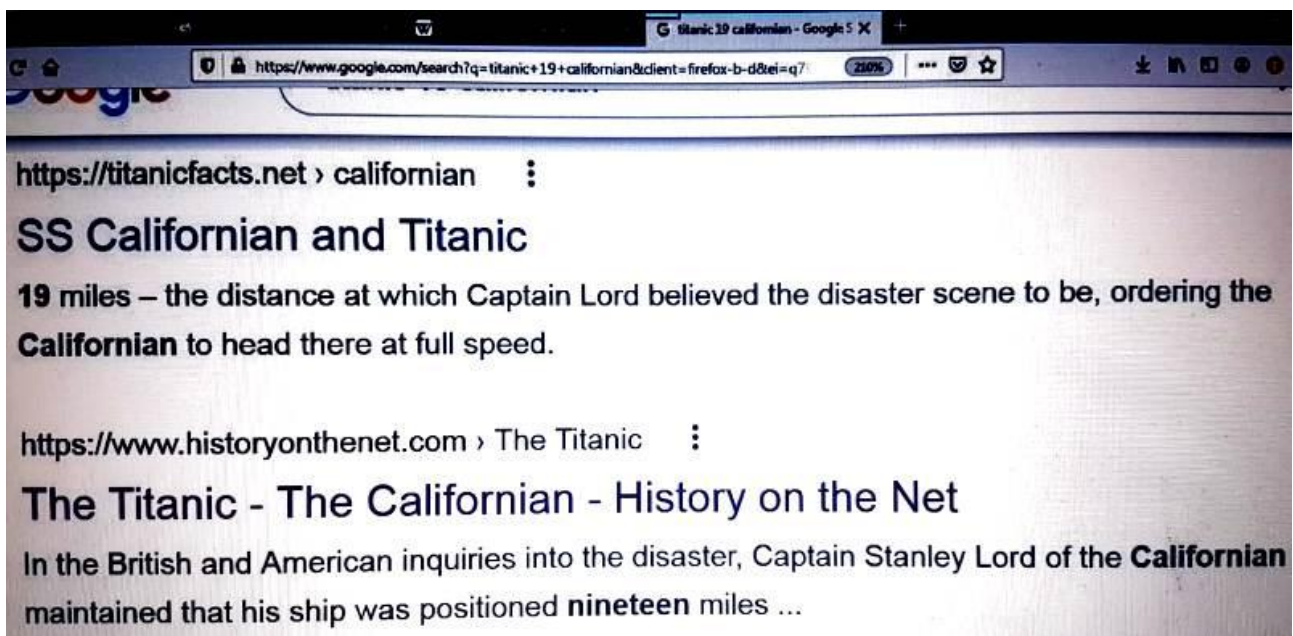 G titanic 19 californian - Google S
https://www.google.com/search?q=titanic+19+californian&client=firefox-b-d&ei=q7
210%
Google
https://titanicfacts.net › californian
SS Californian and Titanic
19 miles – the distance at which Captain Lord believed the disaster scene to be, ordering the
Californian to head there at full speed.
https://www.historyonthenet.com › The Titanic
The Titanic - The Californian - History on the Net
In the British and American inquiries into the disaster, Captain Stanley Lord of the Californian
maintained that his ship was positioned nineteen miles ...